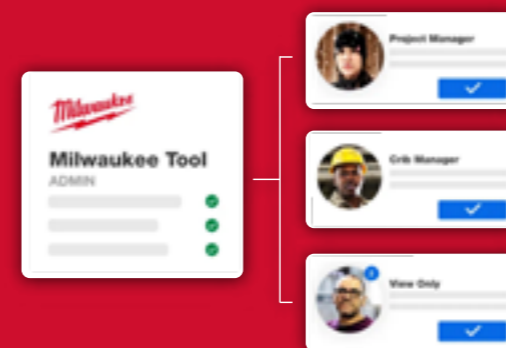 Milwaukee
Milwaukee Tool
ADMIN
Project Manager
Crib Manager
View Only